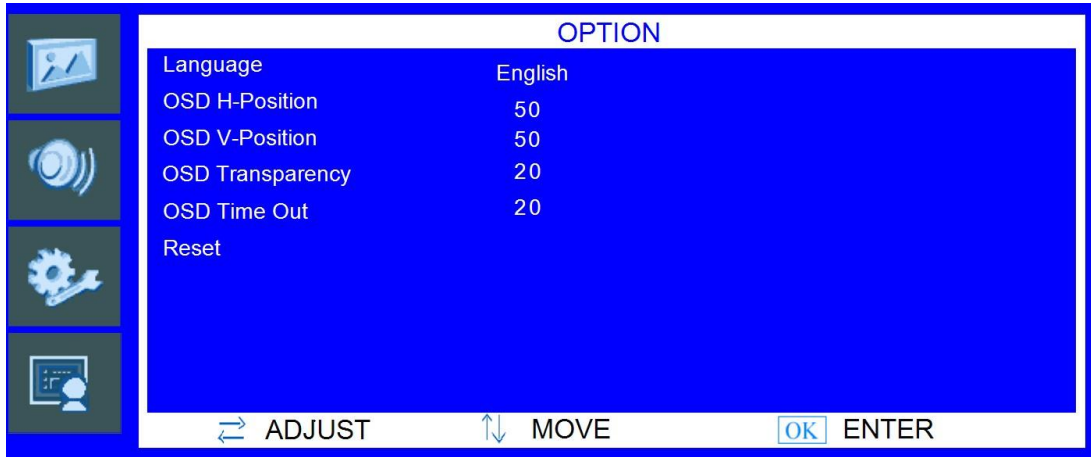 OPTION
Language English
OSD H-Position 50
OSD V-Position 50
OSD Transparency 20
OSD Time Out 20
Reset
ADJUST MOVE OK ENTER